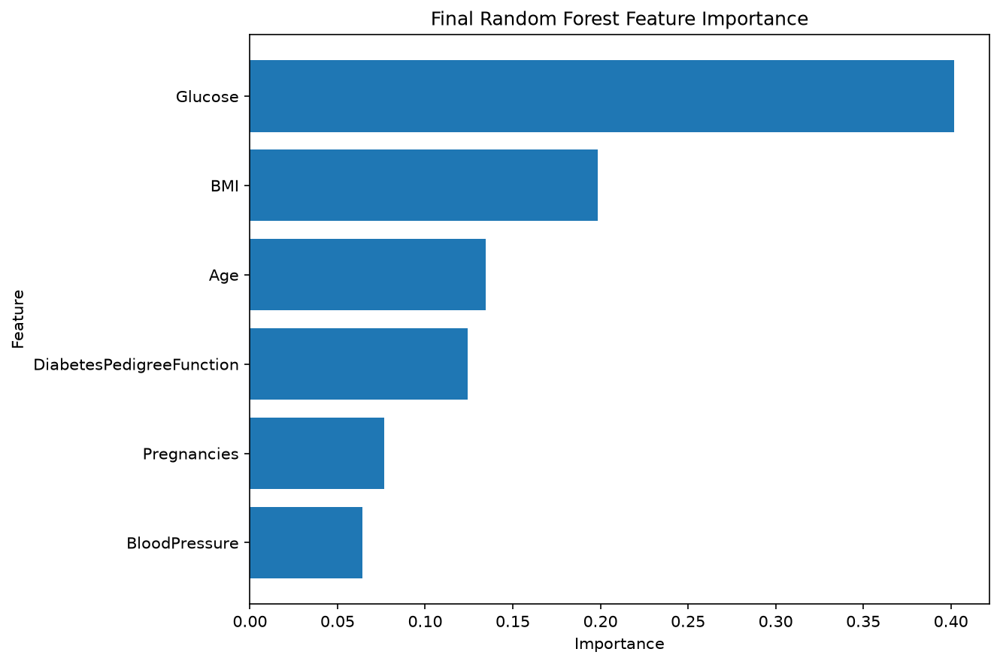 Final Random Forest Feature Importance
Feature
Glucose
BMI
Age
DiabetesPedigreeFunction
Pregnancies
BloodPressure
0.00 0.05 0.10 0.15 0.20 0.25 0.30 0.35 0.40
Importance